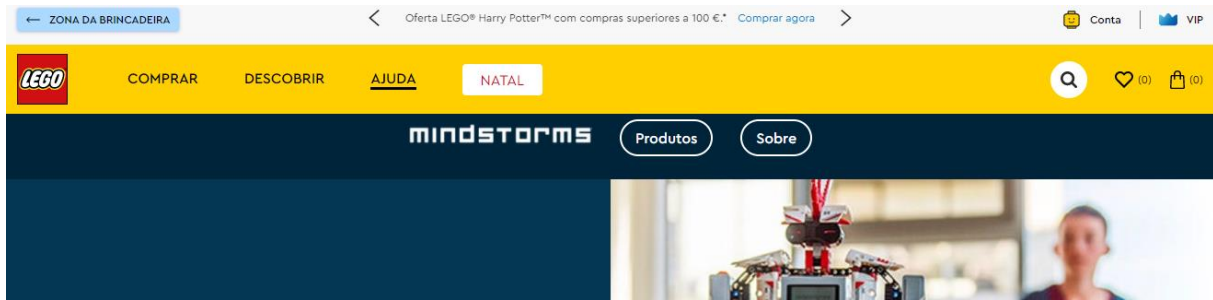 ← ZONA DA BRINCADEIRA
Oferta LEGO® Harry Potter™ com compras superiores a 100 €.* Comprar agora
Conta
VIP
LEGO
COMPRAR
DESCOBRIR
AJUDA
NATAL
(0)
(0)
mindstorms
Produtos
Sobre